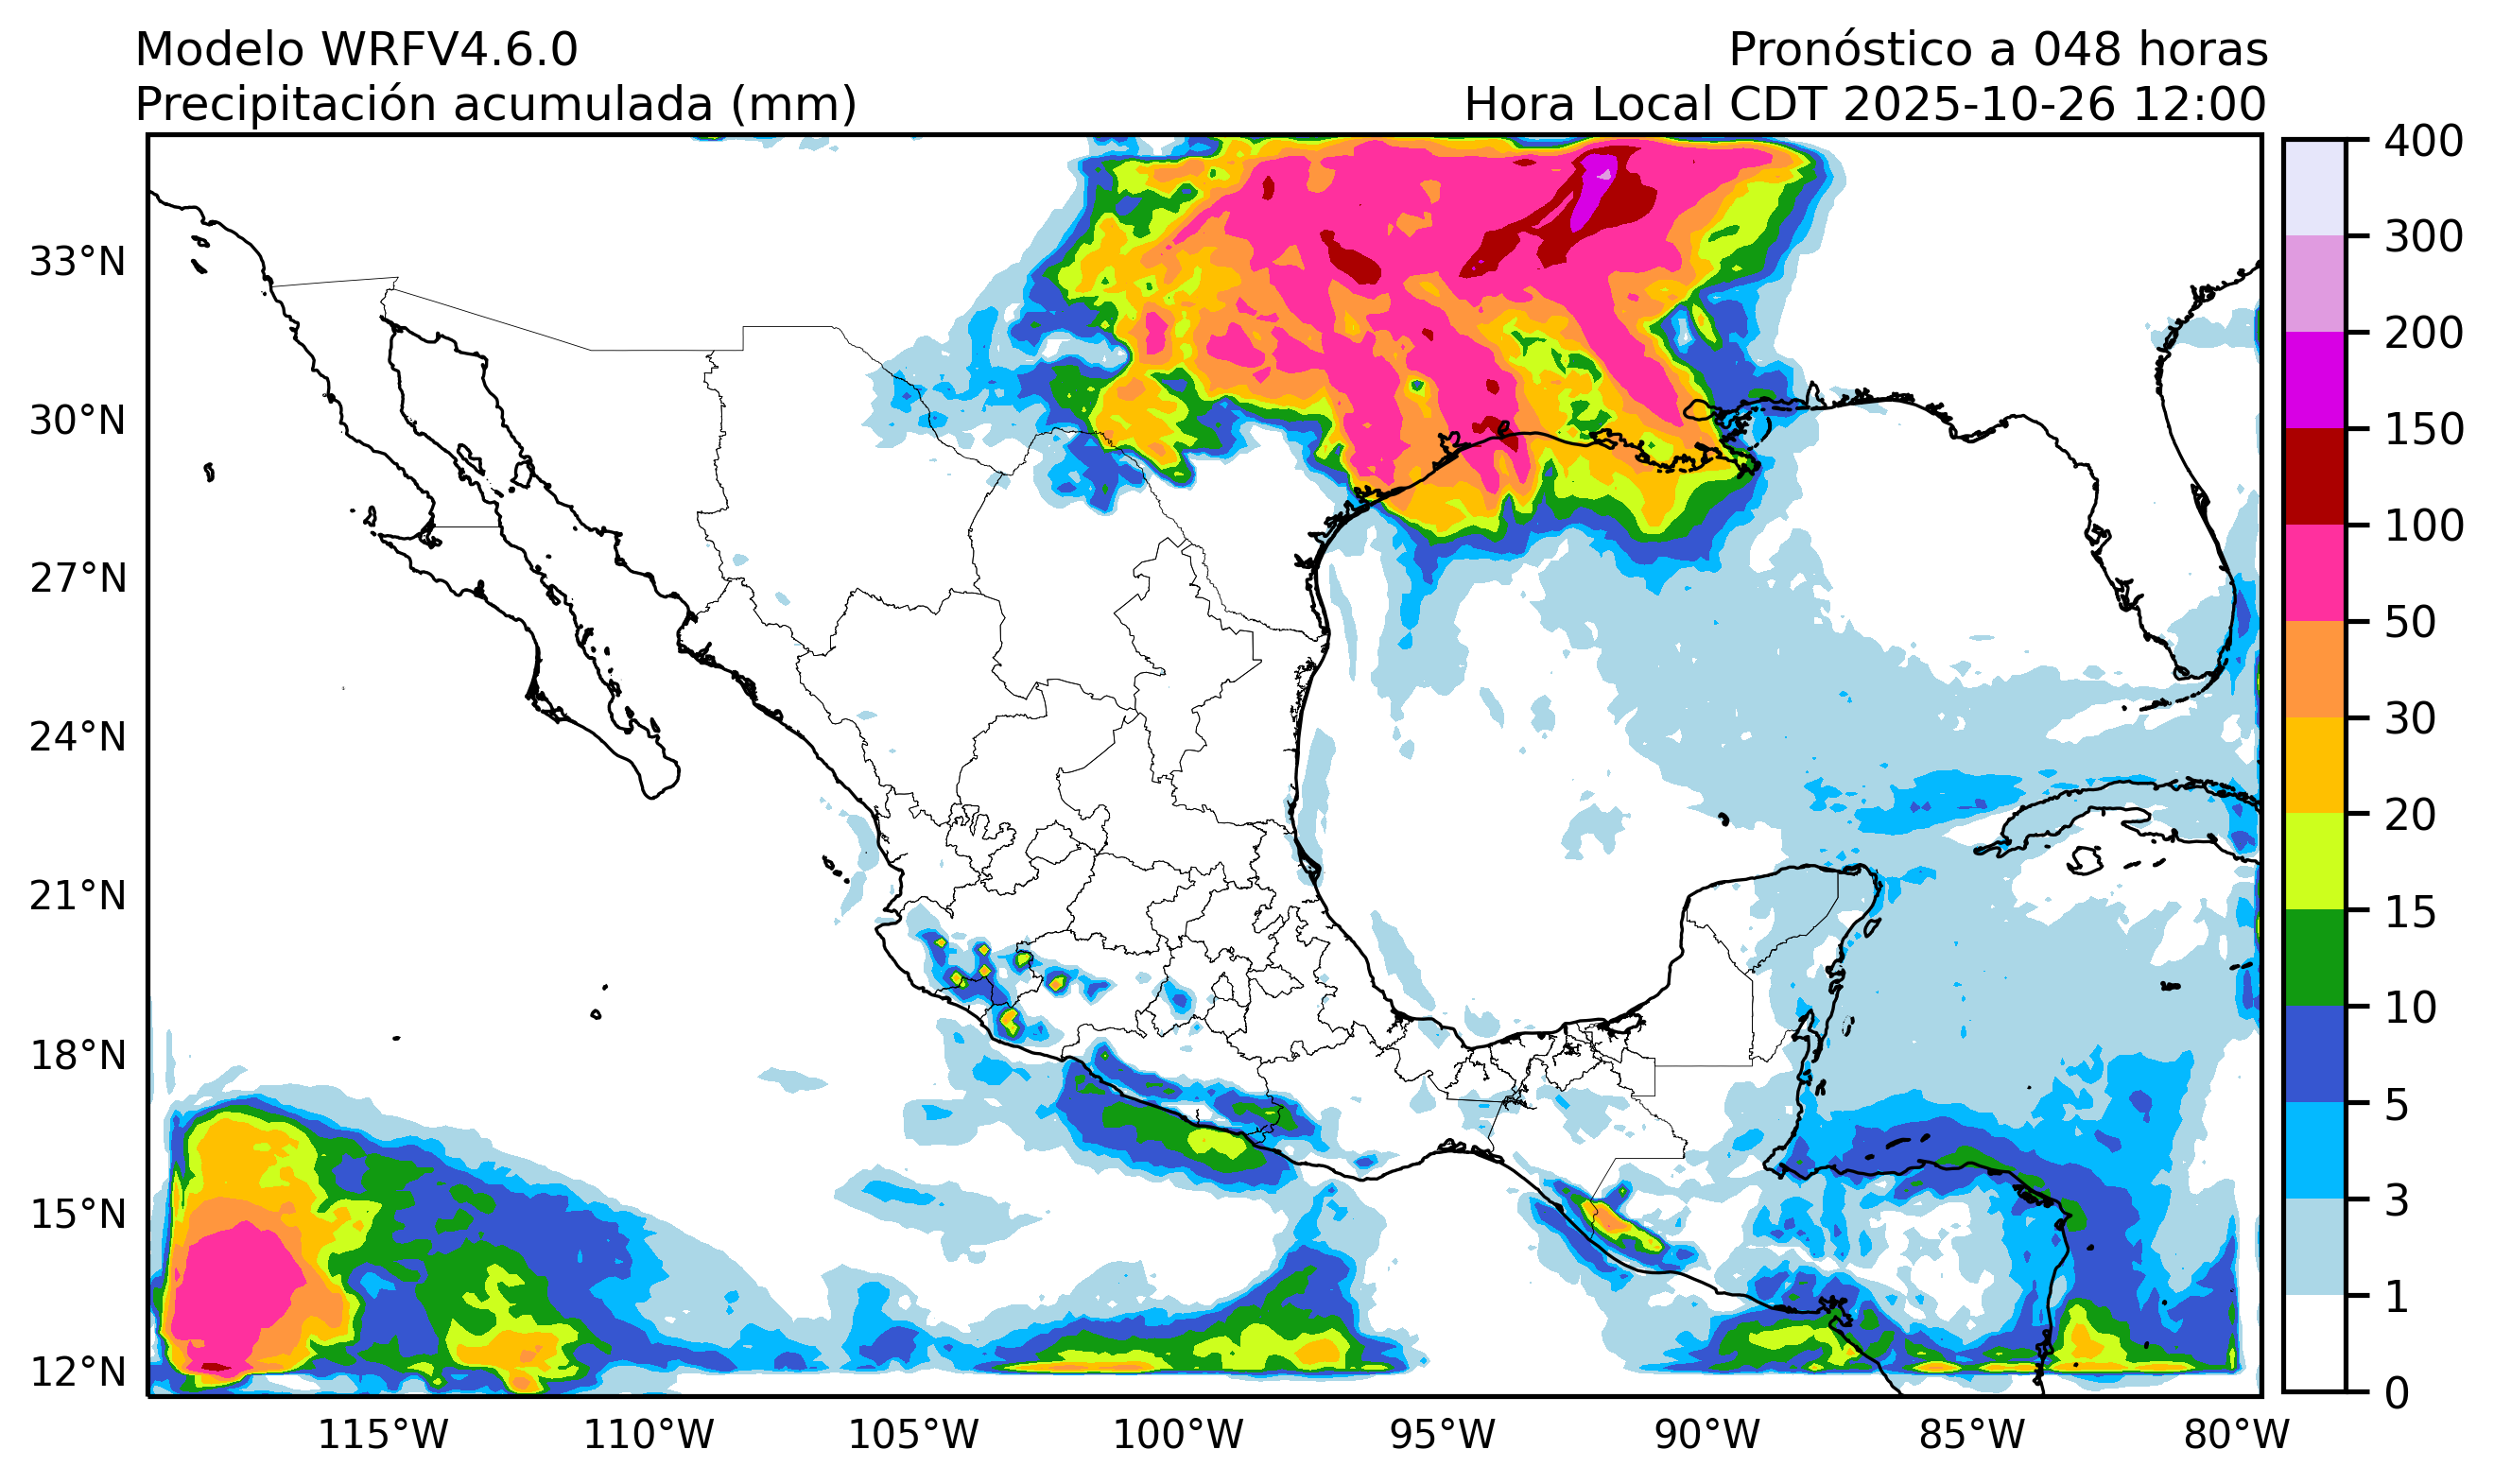 Modelo WRFV4.6.0
Pronóstico a 048 horas
Precipitación acumulada (mm)
Hora Local CDT 2025-10-26 12:00
400
300
200
150
100
50
30
20
15
10
5
3
1
0
33°N
30°N
27°N
24°N
21°N
18°N
15°N
12°N
115°W
110°W
105°W
100°W
95°W
90°W
85°W
80°W